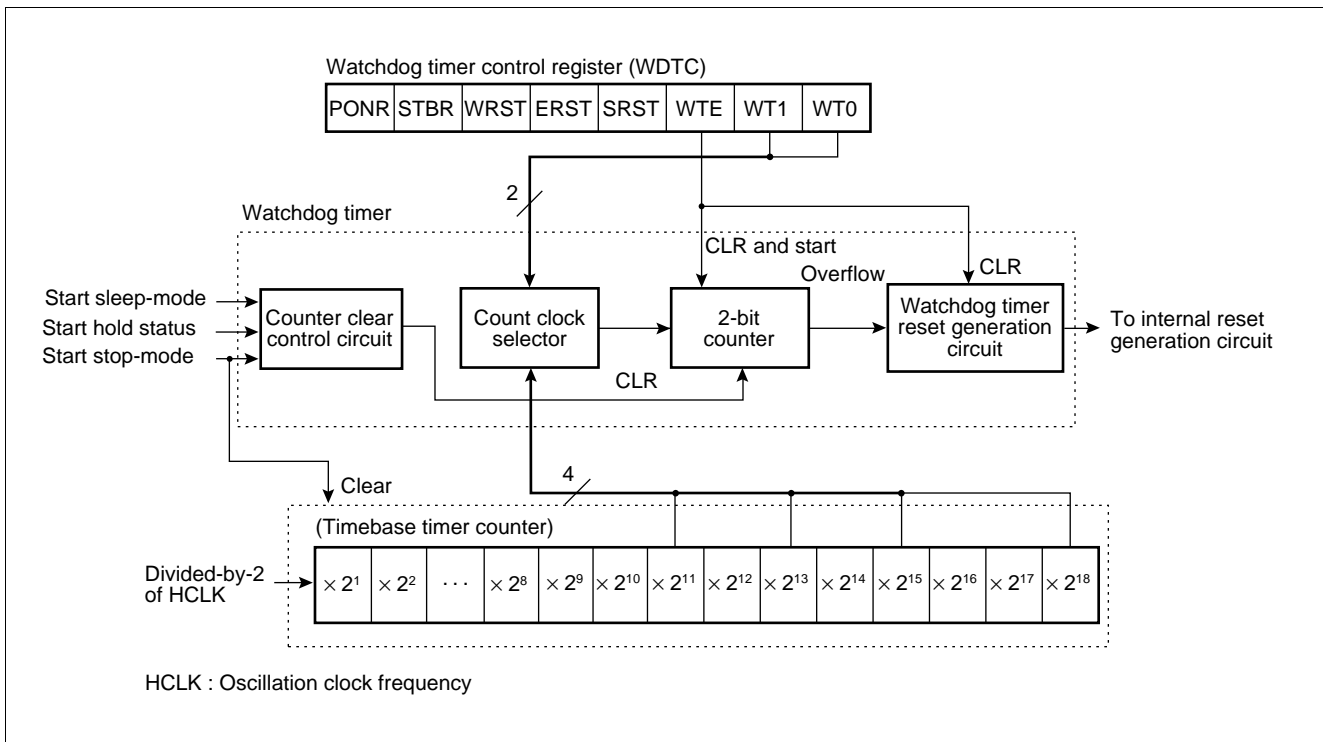 Watchdog timer control register (WDTC)
PONR STBR WRST ERST SRST WTE WT1 WT0
2
Watchdog timer
CLR and start
Overflow
CLR
Start sleep-mode
Start hold status
Start stop-mode
Counter clear
control circuit
Count clock
selector
2-bit
counter
Watchdog timer
reset generation
circuit
To internal reset
generation circuit
CLR
4
Clear
(Timebase timer counter)
Divided-by-2
of HCLK
× 2¹ × 2² ··· × 2⁸ × 2⁹ × 2¹⁰ × 2¹¹ × 2¹² × 2¹³ × 2¹⁴ × 2¹⁵ × 2¹⁶ × 2¹⁷ × 2¹⁸
HCLK : Oscillation clock frequency